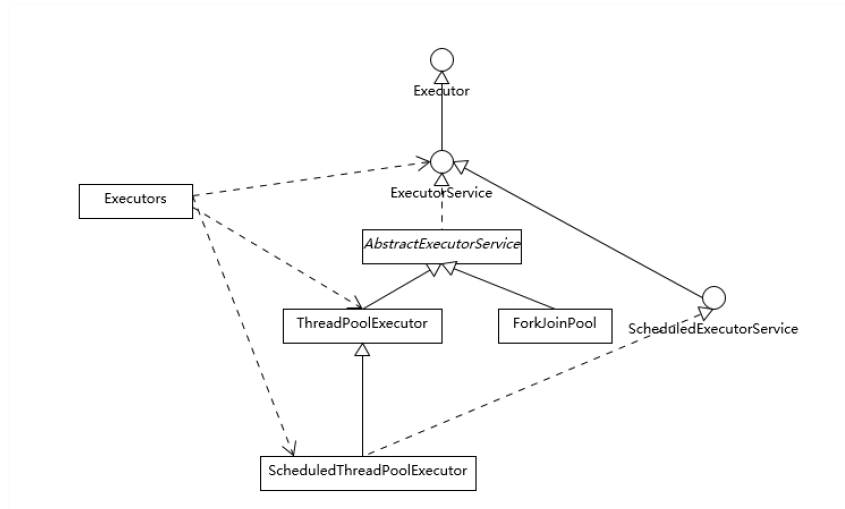 Executor
Executors
ExecutorService
AbstractExecutorService
ThreadPoolExecutor
ForkJoinPool
ScheduledExecutorService
ScheduledThreadPoolExecutor